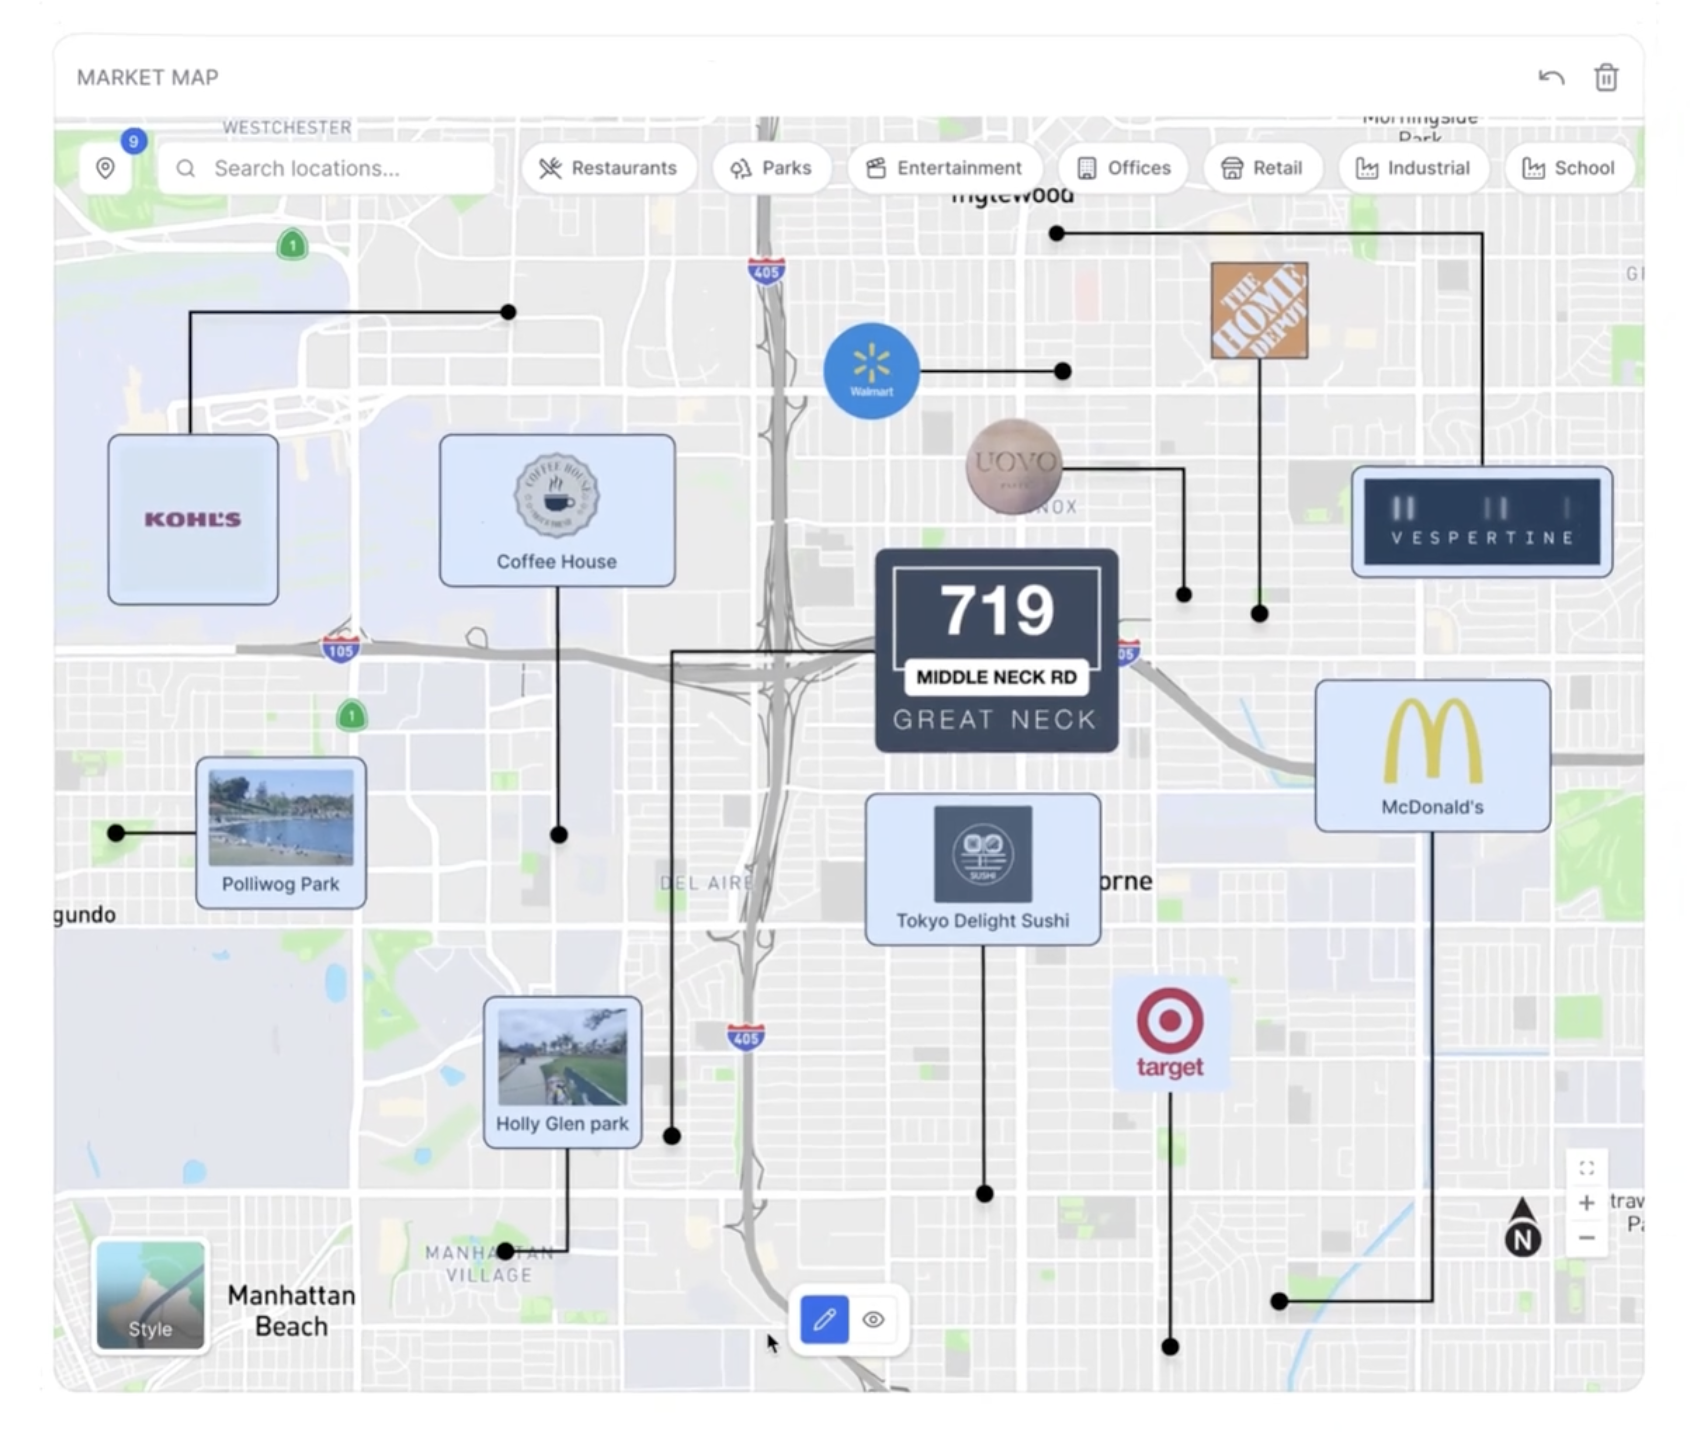 MARKET MAP
WESTCHESTER
Morningside
Park
9
Search locations...
Restaurants
Parks
Entertainment
Offices
Retail
Industrial
School
Inglewood
1
405
THE
HOME
DEPOT
Walmart
KOHL'S
COFFEE HOUSE
Coffee House
UOVO
NOX
VESPERTINE
719
MIDDLE NECK RD
GREAT NECK
105
05
1
McDonald's
Polliwog Park
DEL AIRE
SUSHI
Tokyo Delight Sushi
orne
gundo
405
target
Holly Glen park
MANHATTAN
VILLAGE
N
Manhattan
Beach
Style